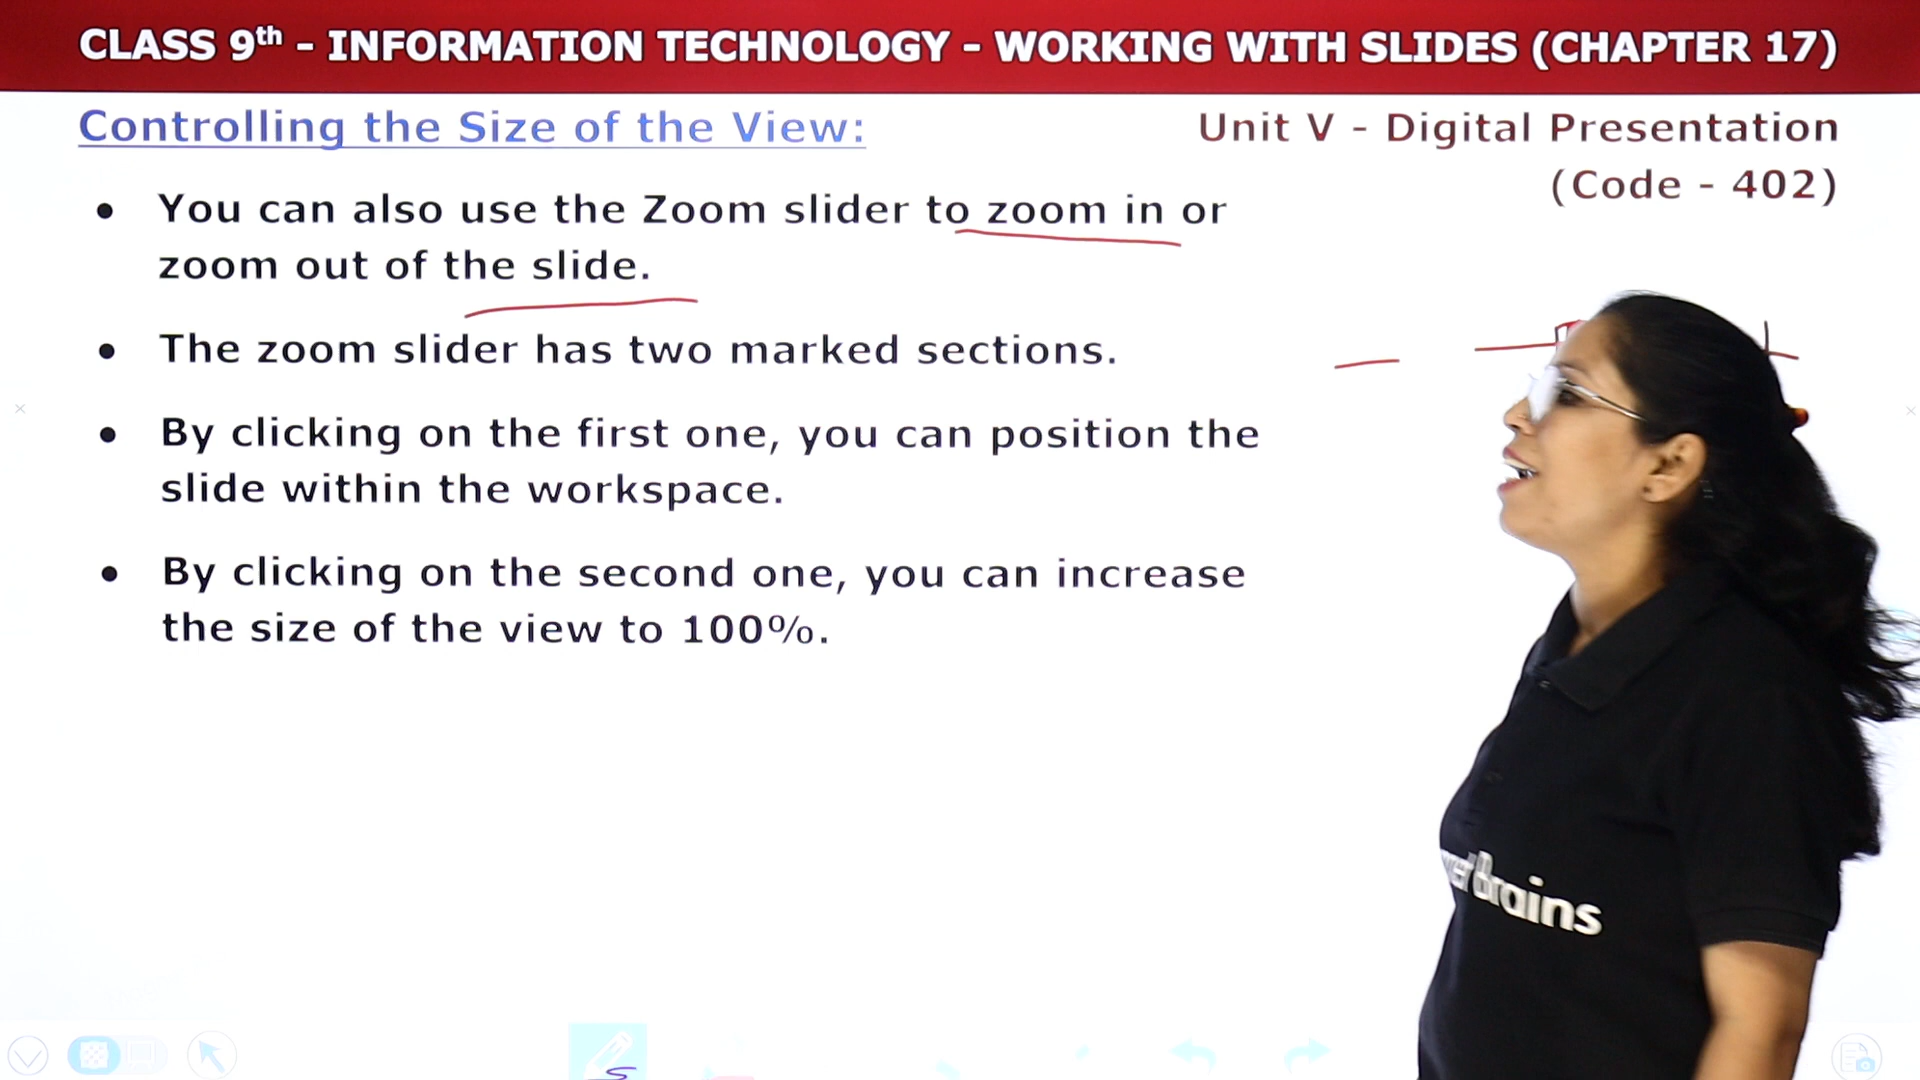 CLASS 9th - INFORMATION TECHNOLOGY - WORKING WITH SLIDES (CHAPTER 17)
Controlling the Size of the View:
Unit V - Digital Presentation
(Code - 402)
• You can also use the Zoom slider to zoom in or
zoom out of the slide.
• The zoom slider has two marked sections.
• By clicking on the first one, you can position the
slide within the workspace.
• By clicking on the second one, you can increase
the size of the view to 100%.
Brains